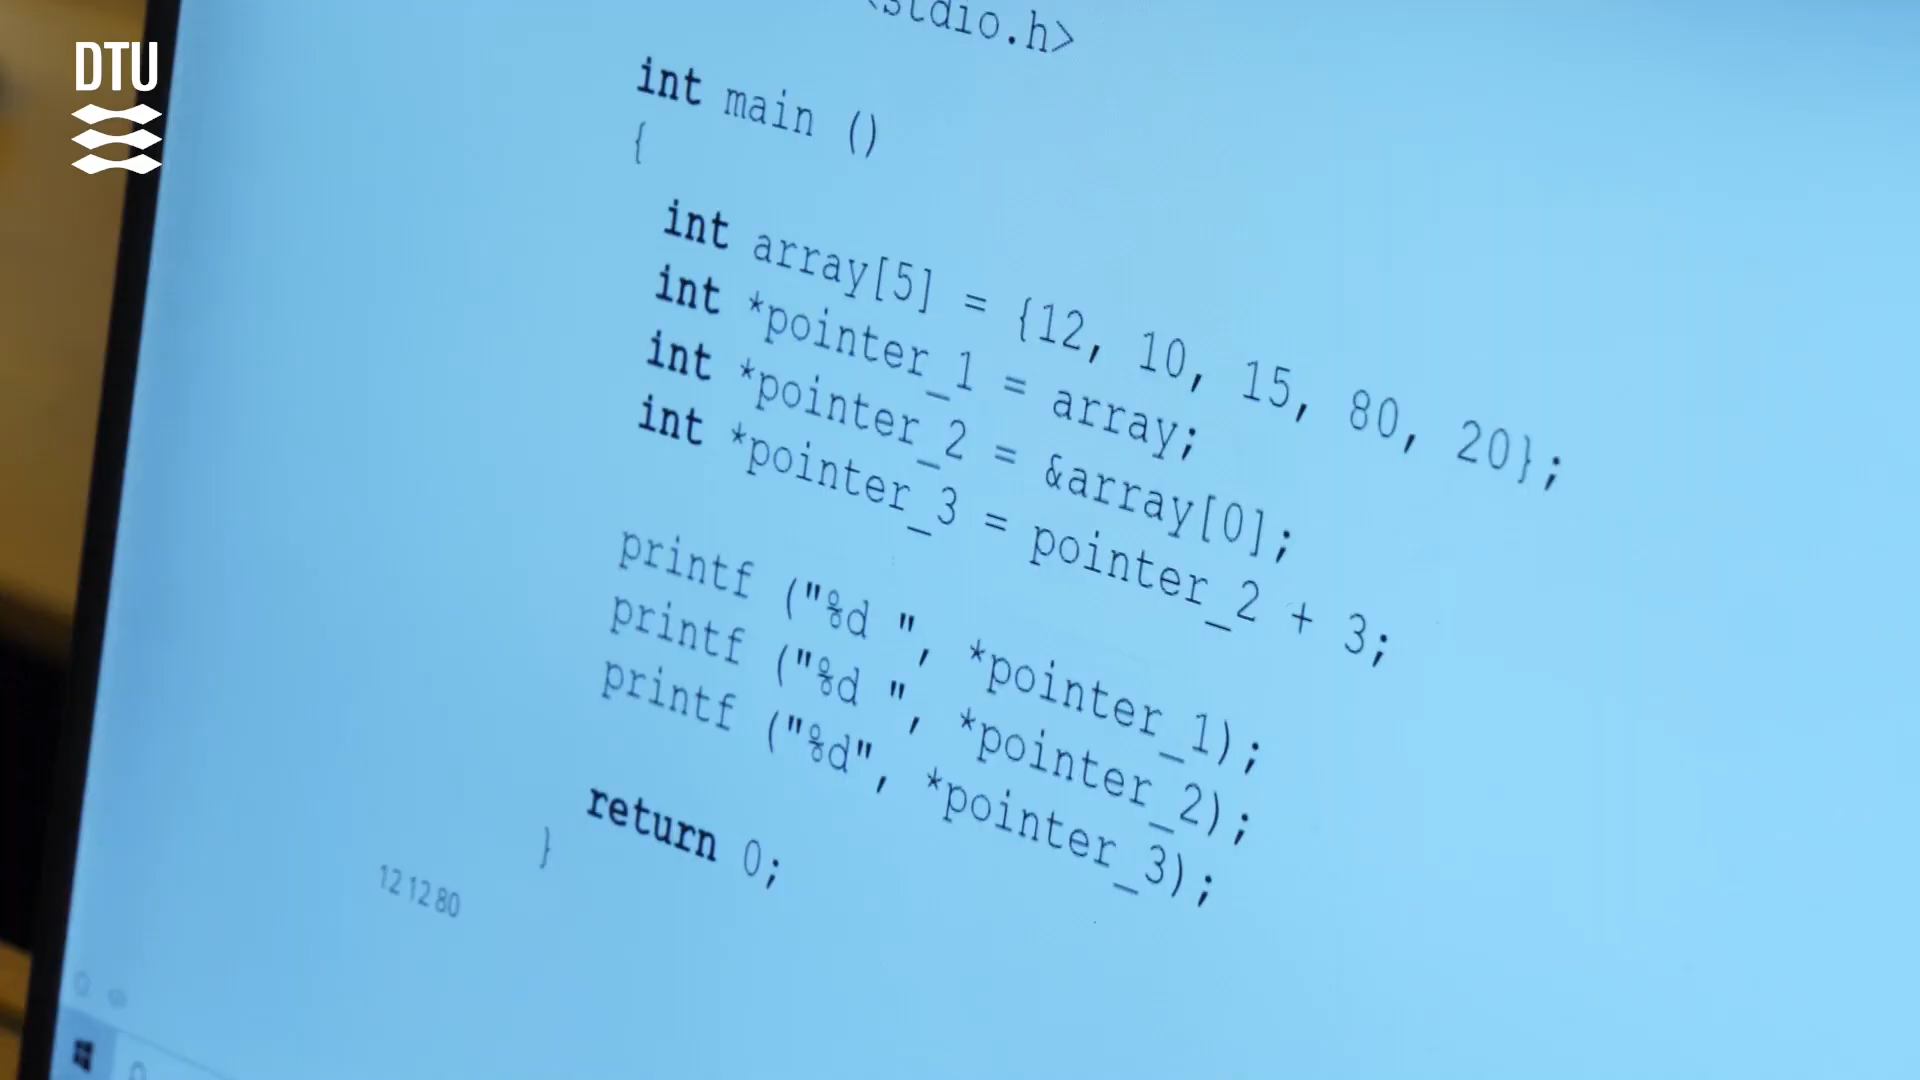 DTU
<stdio.h>
int main ()
{
int array[5] = {12, 10, 15, 80, 20};
int *pointer_1 = array;
int *pointer_2 = &array[0];
int *pointer_3 = pointer_2 + 3;
printf ("%d ", *pointer_1);
printf ("%d ", *pointer_2);
printf ("%d", *pointer_3);
return 0;
}
12 12 80